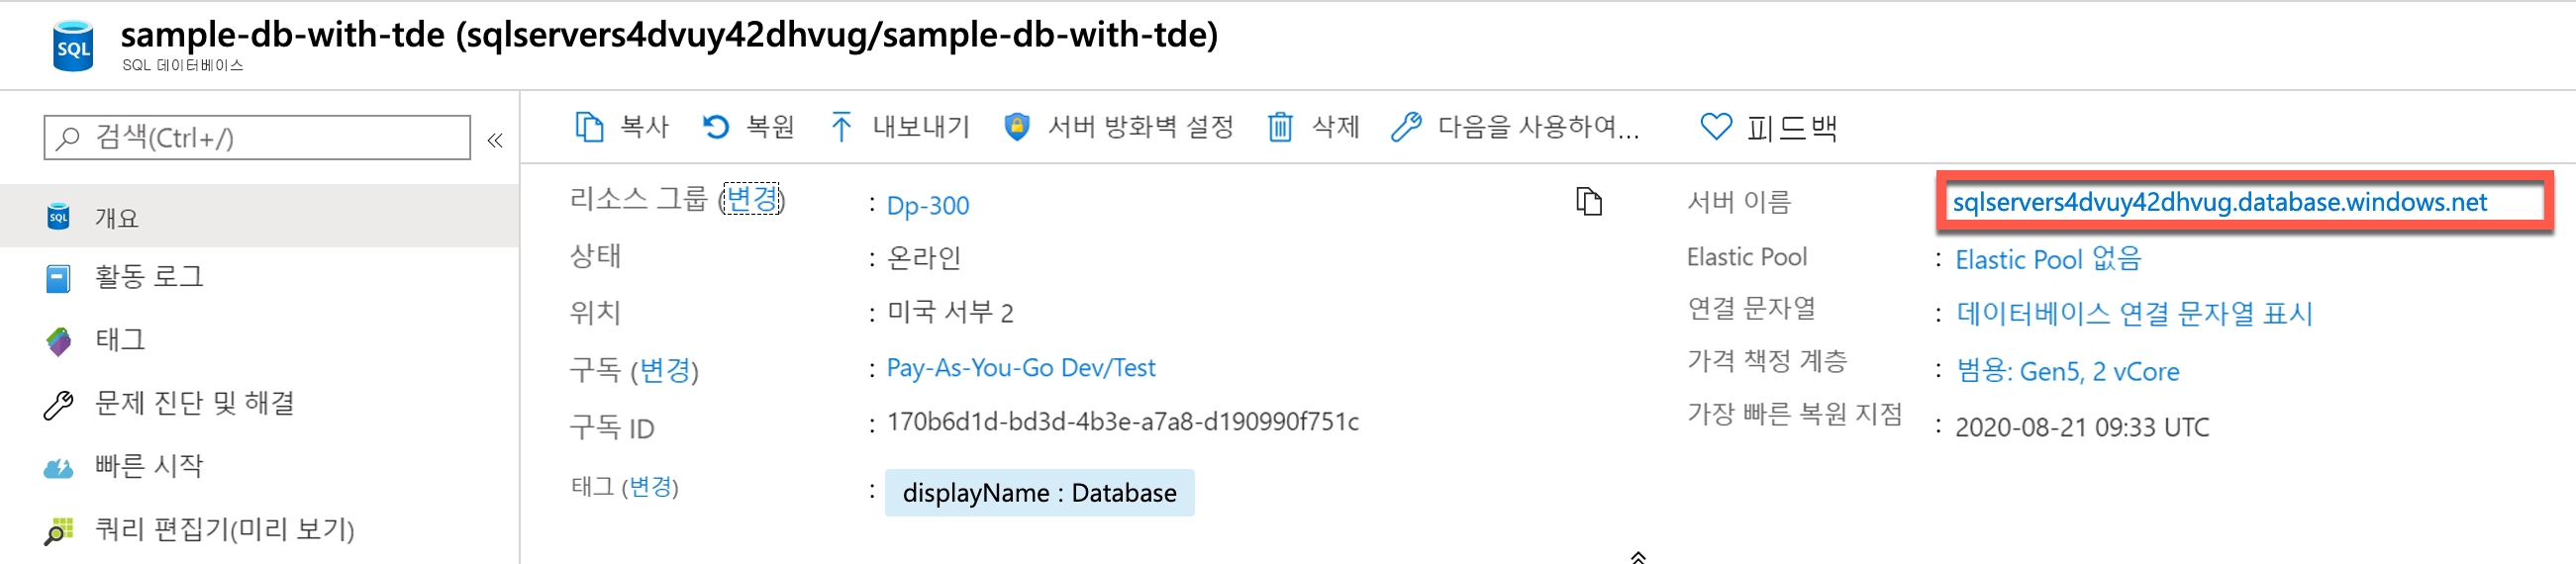 SQL
sample-db-with-tde (sqlservers4dvuy42dhvug/sample-db-with-tde)
SQL 데이터베이스
검색(Ctrl+/)
«
복사
복원
내보내기
서버 방화벽 설정
삭제
다음을 사용하여...
피드백
SQL
개요
활동 로그
태그
문제 진단 및 해결
빠른 시작
쿼리 편집기(미리 보기)
리소스 그룹 (변경) : Dp-300
상태 : 온라인
위치 : 미국 서부 2
구독 (변경) : Pay-As-You-Go Dev/Test
구독 ID : 170b6d1d-bd3d-4b3e-a7a8-d190990f751c
태그 (변경) : displayName : Database
서버 이름 sqlservers4dvuy42dhvug.database.windows.net
Elastic Pool : Elastic Pool 없음
연결 문자열 : 데이터베이스 연결 문자열 표시
가격 책정 계층 : 범용: Gen5, 2 vCore
가장 빠른 복원 지점 : 2020-08-21 09:33 UTC